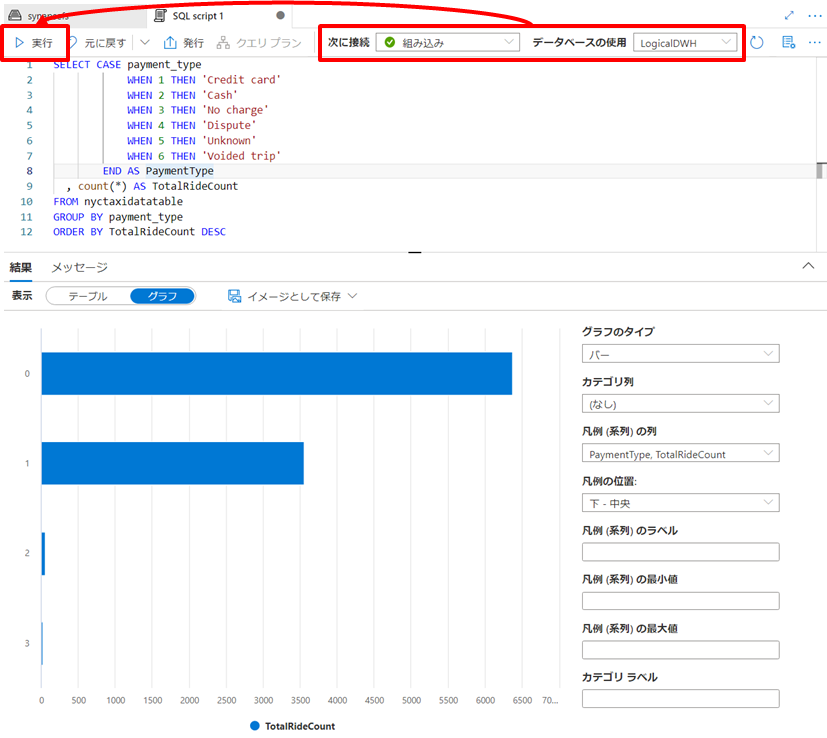 SQL script 1
実行
元に戻す
発行
クエリ プラン
次に接続
組み込み
データベースの使用
LogicalDWH
1 SELECT CASE payment_type
2 WHEN 1 THEN 'Credit card'
3 WHEN 2 THEN 'Cash'
4 WHEN 3 THEN 'No charge'
5 WHEN 4 THEN 'Dispute'
6 WHEN 5 THEN 'Unknown'
7 WHEN 6 THEN 'Voided trip'
8 END AS PaymentType
9 , count(*) AS TotalRideCount
10 FROM nyctaxidatatable
11 GROUP BY payment_type
12 ORDER BY TotalRideCount DESC
結果 メッセージ
表示 テーブル グラフ イメージとして保存
0
1
2
3
0 500 1000 1500 2000 2500 3000 3500 4000 4500 5000 5500 6000 6500 70...
TotalRideCount
グラフのタイプ
バー
カテゴリ列
(なし)
凡例 (系列) の列
PaymentType, TotalRideCount
凡例の位置:
下 - 中央
凡例 (系列) のラベル
凡例 (系列) の最小値
凡例 (系列) の最大値
カテゴリ ラベル